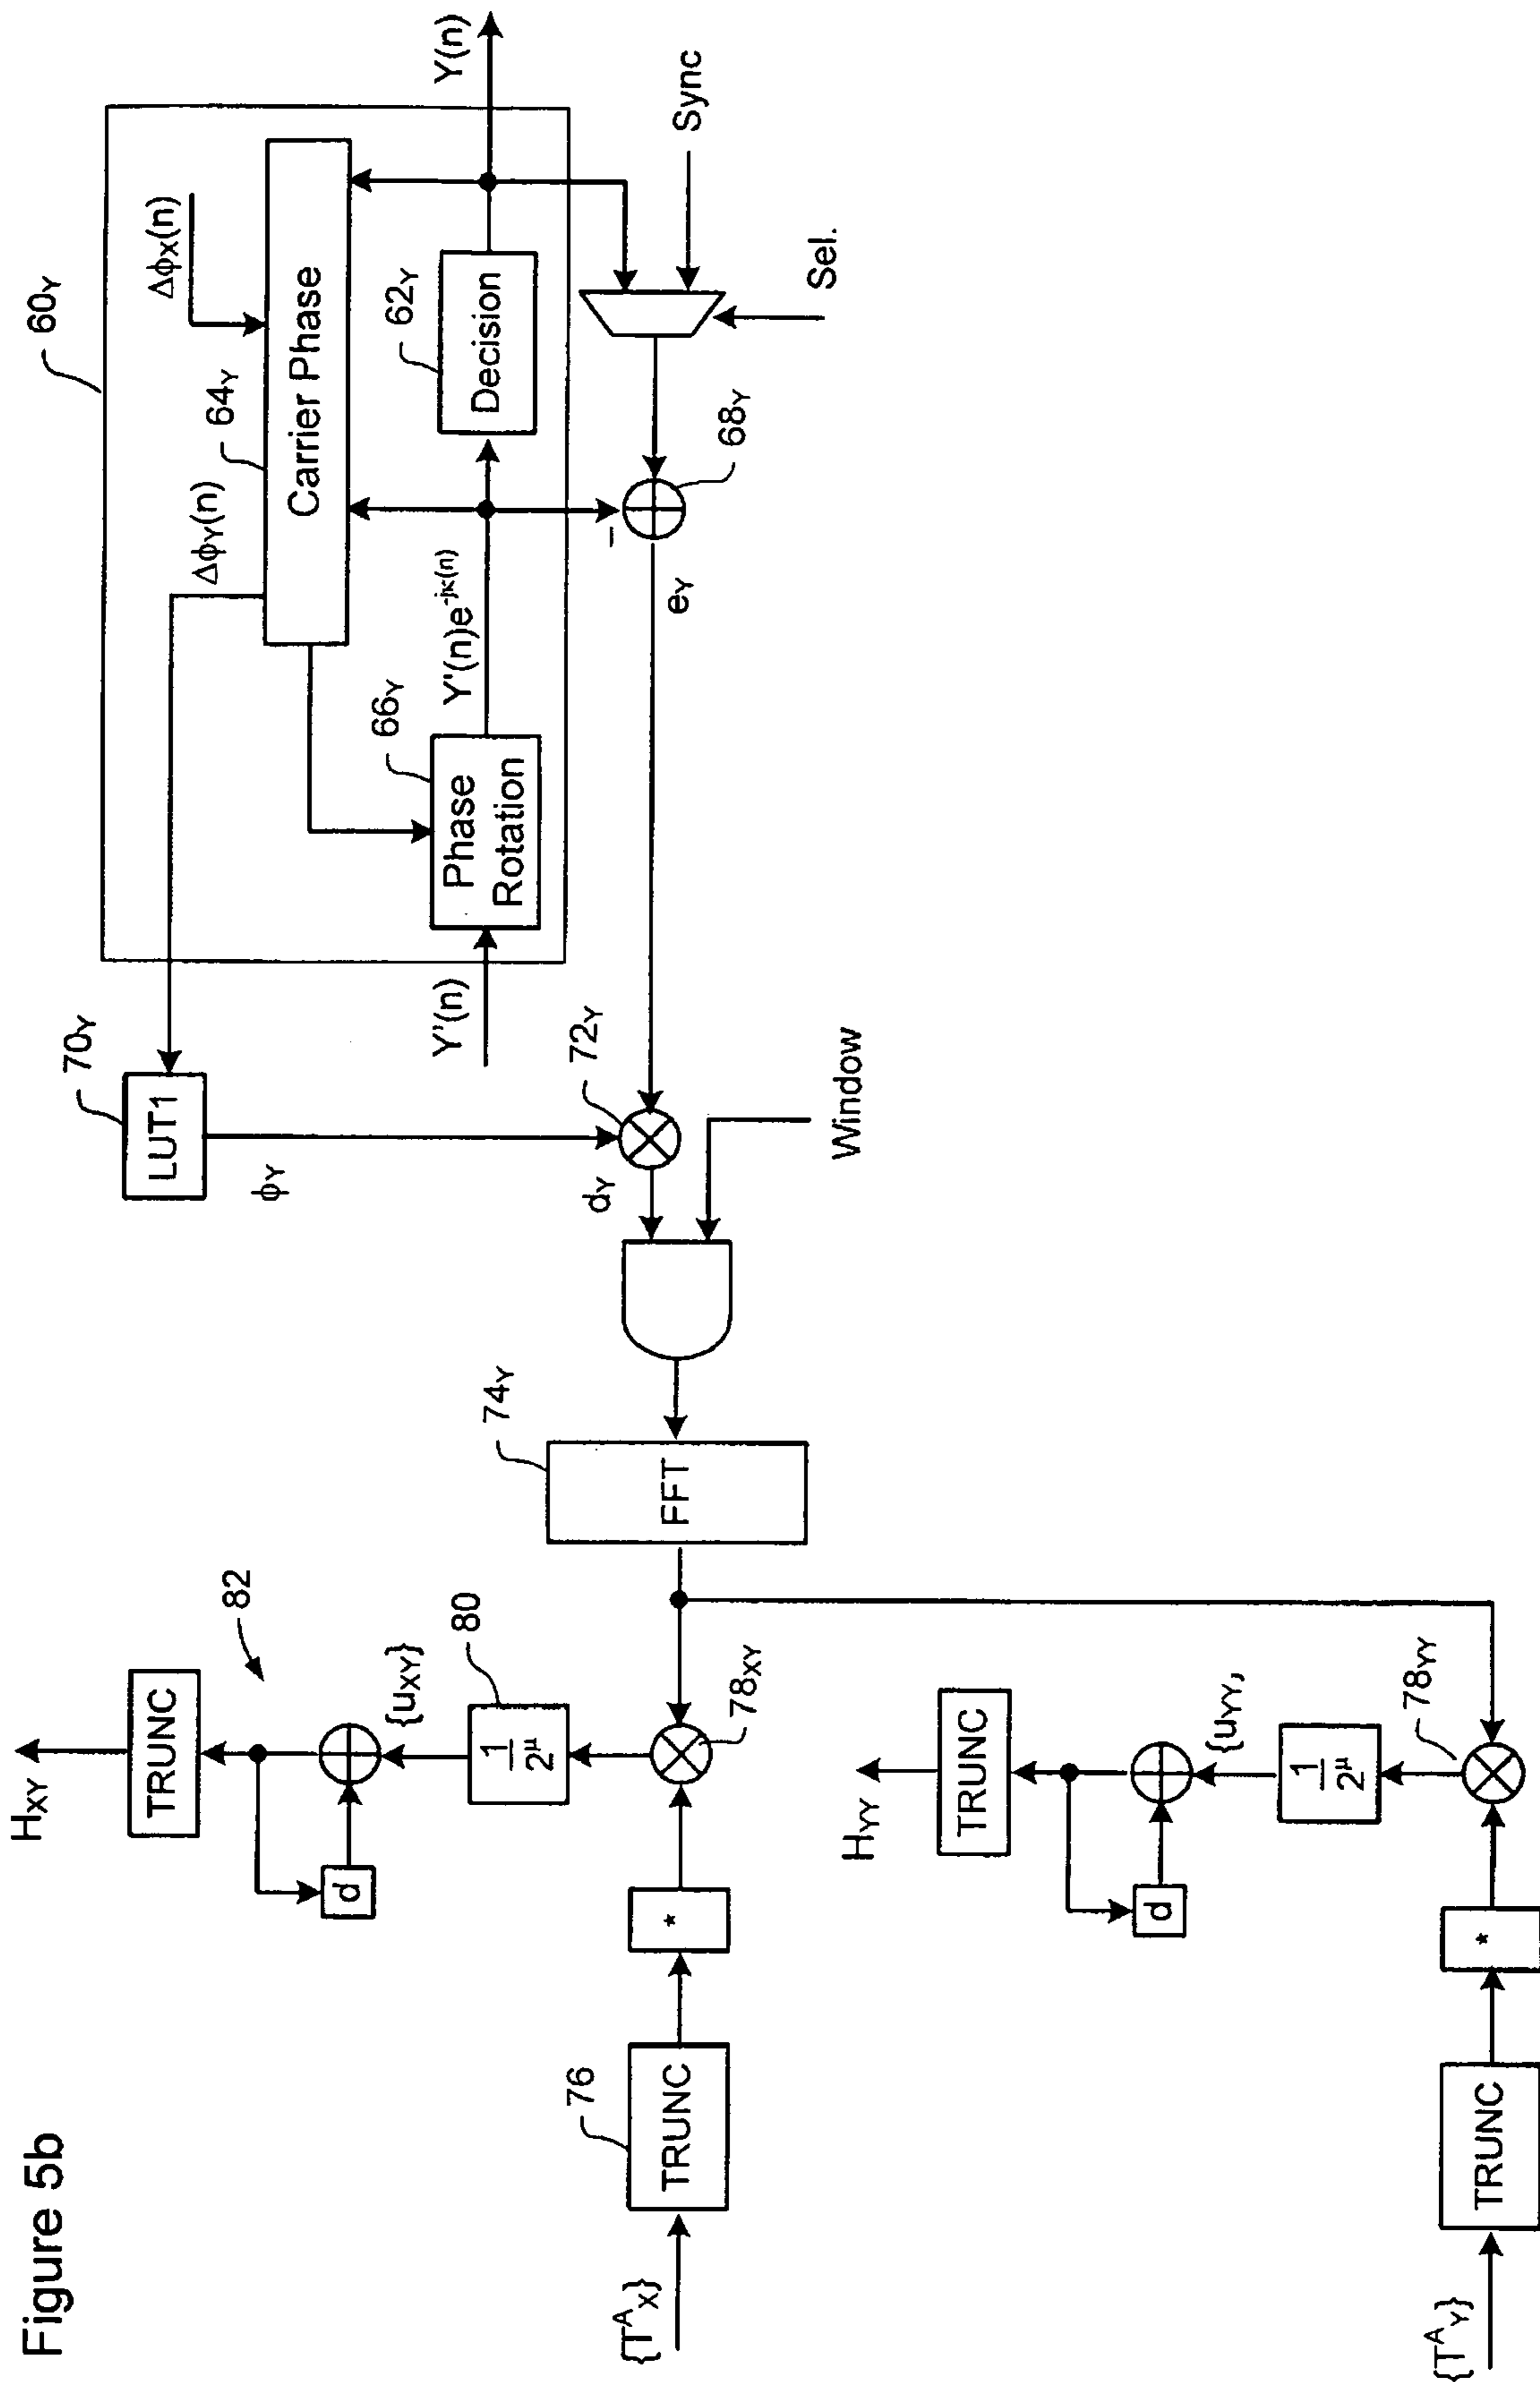 Figure 5b
60Y
ΔϕX(n)
Y(n)
ΔϕY(n)
64Y
Carrier Phase
70Y
LUT1
ϕY
Y'(n)
66Y
Phase
Rotation
Y'(n)e^-jκ(n)
62Y
Decision
Sync
Sel.
68Y
−
eY
72Y
dY
Window
74Y
FFT
HXY
TRUNC
82
d
{uXY}
80
1
2^μ
78XY
*
76
TRUNC
{T^A_X}
HYY
TRUNC
d
{uYY,
1
2^μ
78YY
*
TRUNC
{T^A_Y}